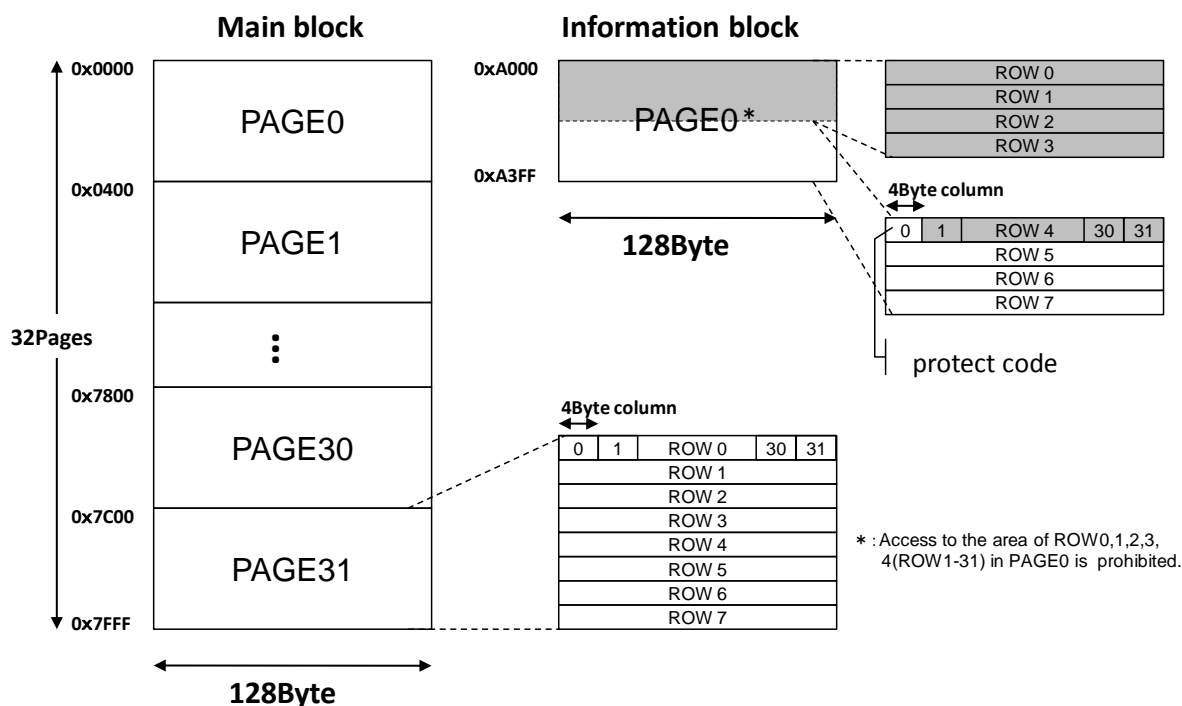 Main block
Information block
0x0000
0xA000
PAGE0
PAGE0*
ROW 0
ROW 1
ROW 2
ROW 3
0x0400
0xA3FF
PAGE1
128Byte
4Byte column
0 1 ROW 4 30 31
ROW 5
ROW 6
ROW 7
protect code
32Pages
⋮
0x7800
PAGE30
4Byte column
0 1 ROW 0 30 31
ROW 1
ROW 2
ROW 3
ROW 4
ROW 5
ROW 6
ROW 7
0x7C00
PAGE31
0x7FFF
128Byte
* : Access to the area of ROW0,1,2,3,
4(ROW1-31) in PAGE0 is prohibited.